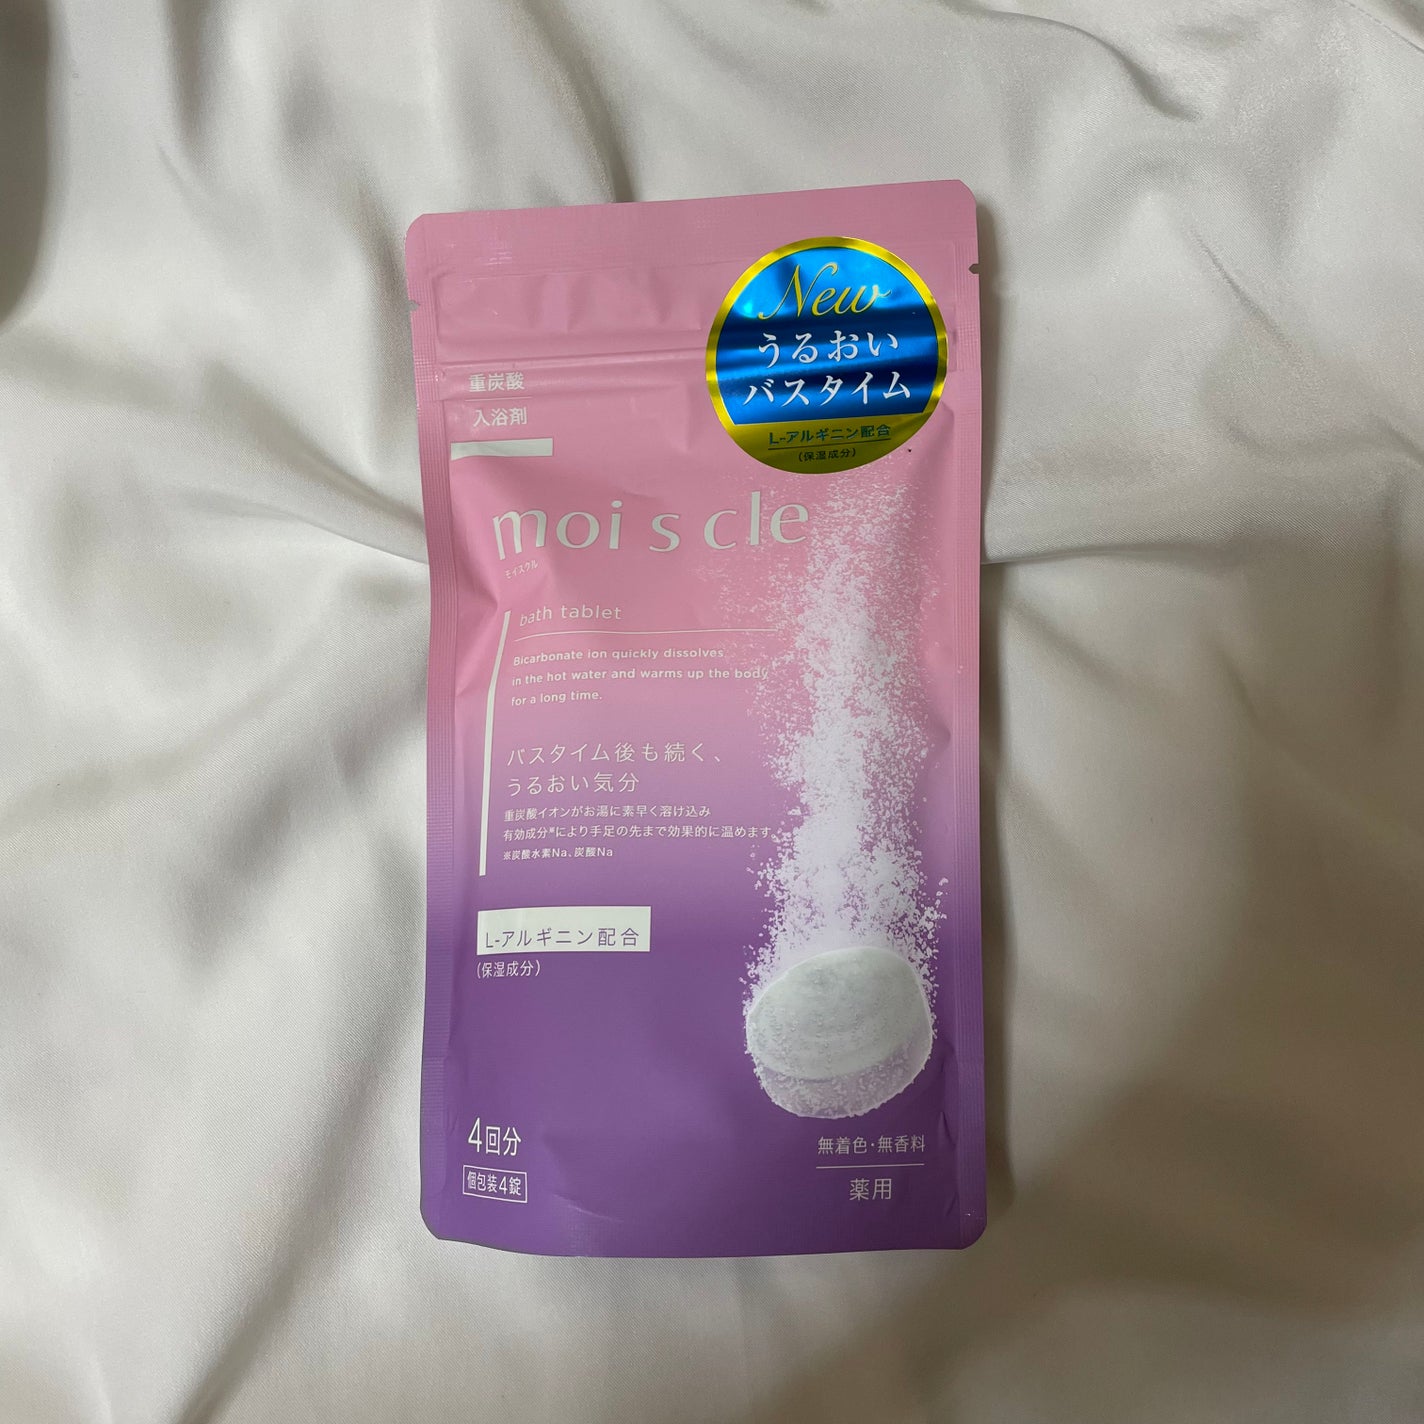 New
うるおい
バスタイム
L-アルギニン配合
(保湿成分)
重炭酸
入浴剤
moi s cle
モイスクル
bath tablet
Bicarbonate ion quickly dissolves
in the hot water and warms up the body
for a long time.
バスタイム後も続く、
うるおい気分
重炭酸イオンがお湯に素早く溶け込み
有効成分※により手足の先まで効果的に温めます。
※炭酸水素Na、炭酸Na
L-アルギニン配合
(保湿成分)
4回分
個包装4錠
無着色・無香料
薬用